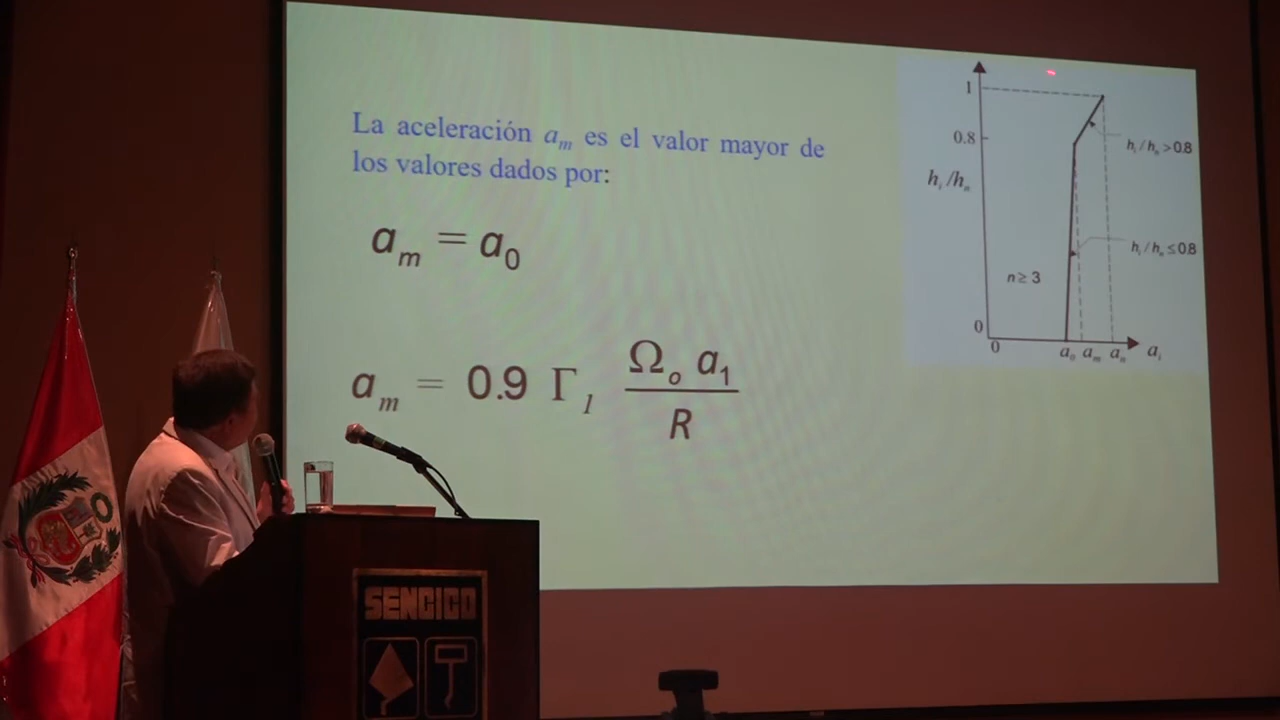 La aceleración a_m es el valor mayor de
los valores dados por:
a_m = a_0
a_m = 0.9 Γ_1 Ω_o a_1 / R
1
0.8
h_i/h_n
0
0
n ≥ 3
h_i/h_n > 0.8
h_i/h_n ≤ 0.8
a_0 a_m a_n a_i
SENCICO